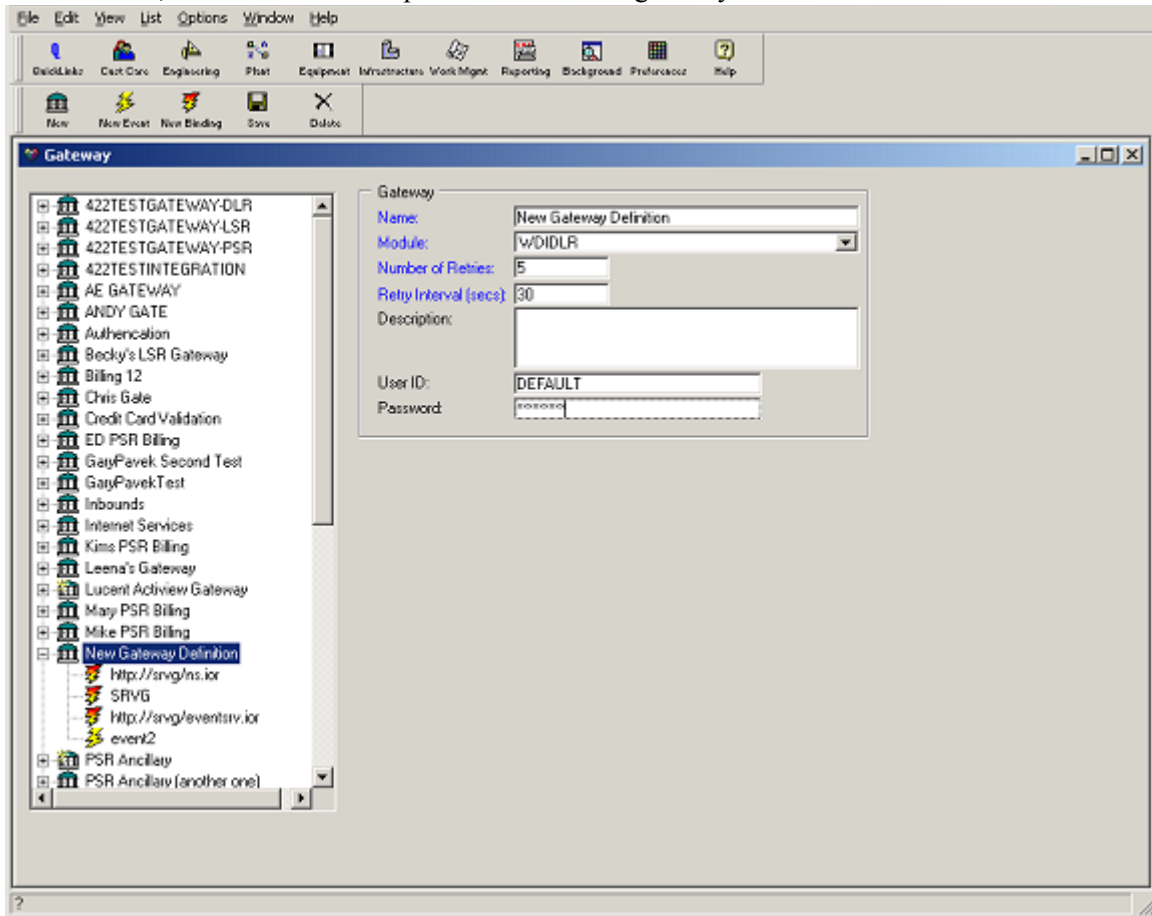 File Edit View List Options Window Help
QuickLinks Cust Care Engineering Plant Equipment Infrastructure Work Mgmt Reporting Background Preferences Help
New New Event New Binding Save Delete
Gateway
422TESTGATEWAY-DLR
422TESTGATEWAY-LSR
422TESTGATEWAY-PSR
422TESTINTEGRATION
AE GATEWAY
ANDY GATE
Authencation
Becky's LSR Gateway
Billing 12
Chris Gate
Credit Card Validation
ED PSR Billing
GaryPavek Second Test
GaryPavekTest
Inbounds
Internet Services
Kims PSR Billing
Leena's Gateway
Lucent Actiview Gateway
Mary PSR Billing
Mike PSR Billing
New Gateway Definition
http://srvg/ns.ior
SRVG
http://srvg/eventsrv.ior
event2
PSR Ancillary
PSR Ancillary (another one)
Gateway
Name: New Gateway Definition
Module: WDIDLR
Number of Retries: 5
Retry Interval (secs): 30
Description:
User ID: DEFAULT
Password: ******
?